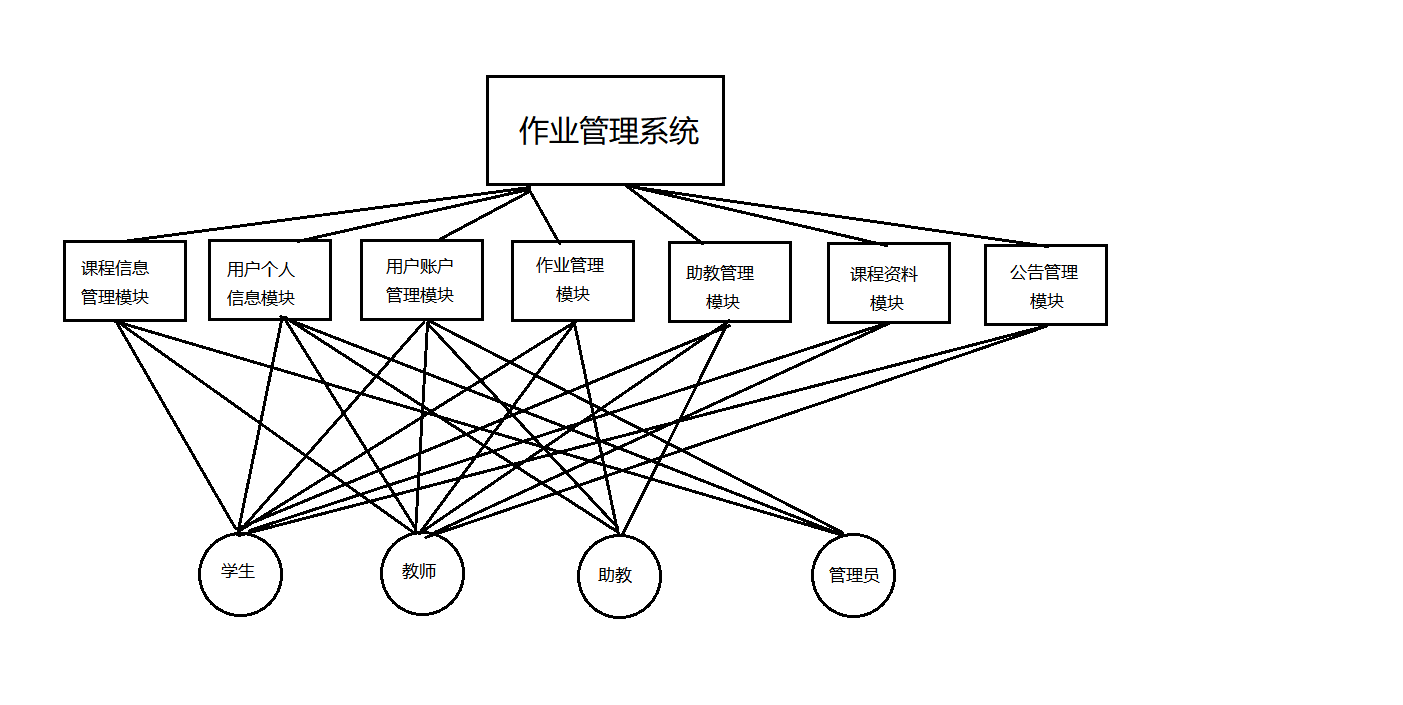 作业管理系统
课程信息
管理模块
用户个人
信息模块
用户账户
管理模块
作业管理
模块
助教管理
模块
课程资料
模块
公告管理
模块
学生
教师
助教
管理员